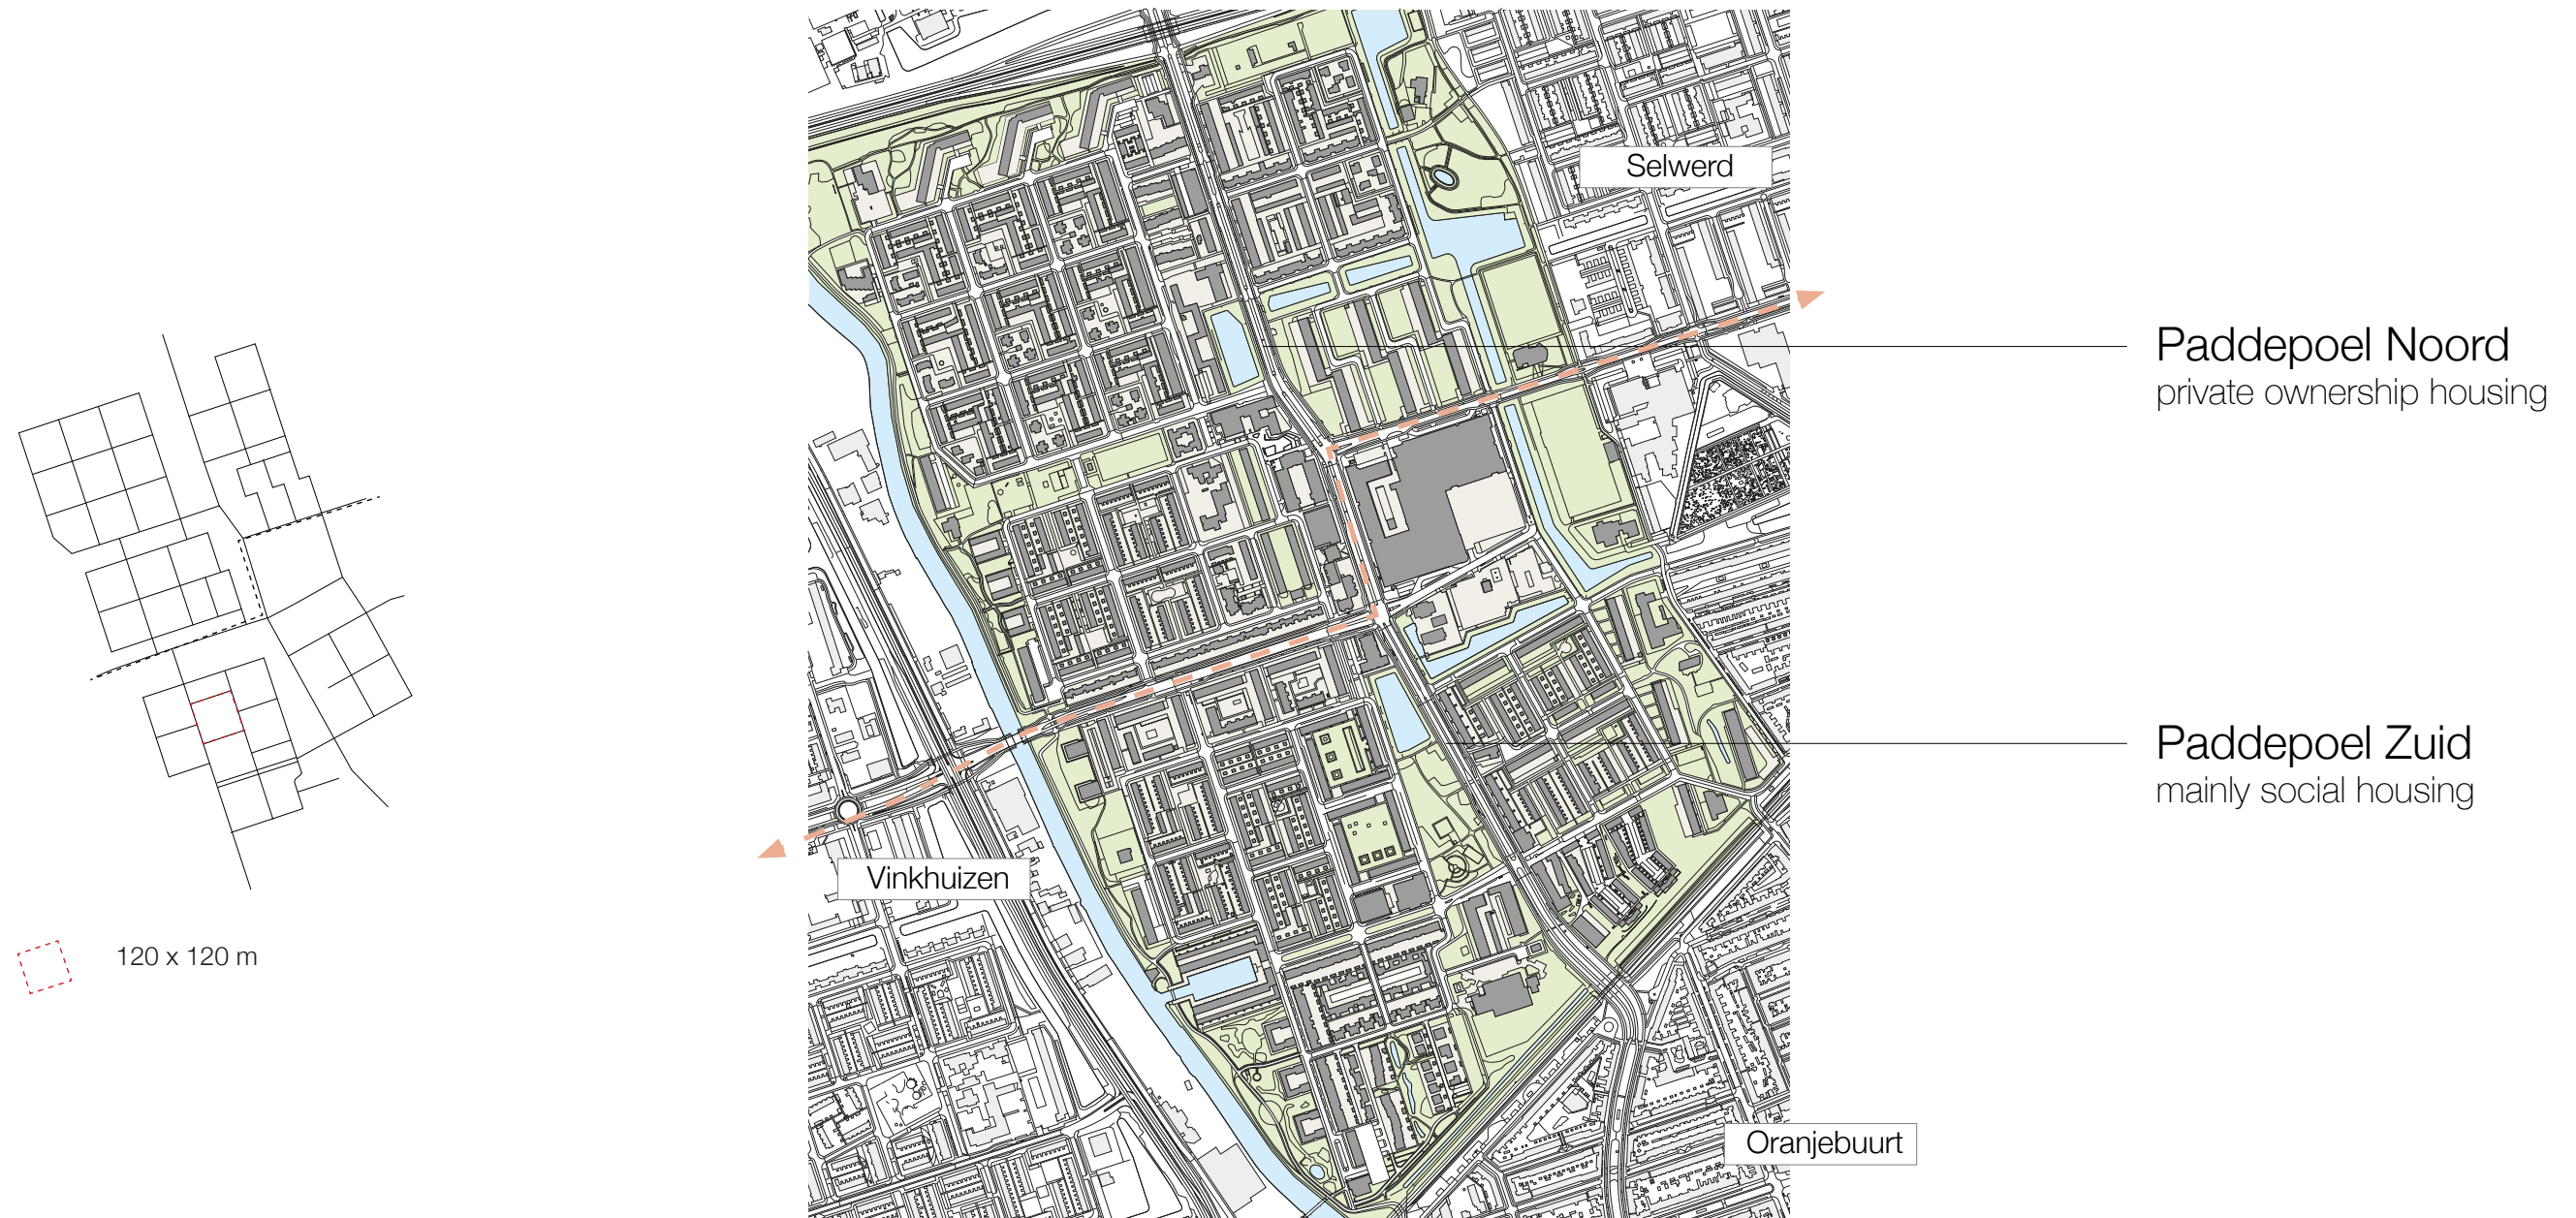 Selwerd
Paddepoel Noord
private ownership housing
Paddepoel Zuid
mainly social housing
Vinkhuizen
120 x 120 m
Oranjebuurt